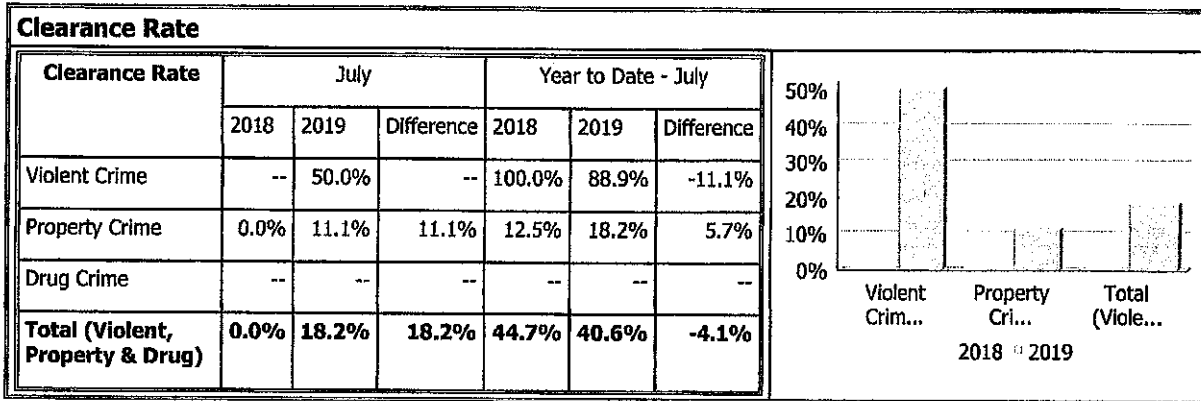 Clearance Rate
Clearance Rate July Year to Date - July
2018 2019 Difference 2018 2019 Difference
Violent Crime -- 50.0% -- 100.0% 88.9% -11.1%
Property Crime 0.0% 11.1% 11.1% 12.5% 18.2% 5.7%
Drug Crime -- -- -- -- -- --
Total (Violent, 0.0% 18.2% 18.2% 44.7% 40.6% -4.1%
Property & Drug)
50%
40%
30%
20%
10%
0%
Violent Property Total
Crim... Cri... (Viole...
2018 2019